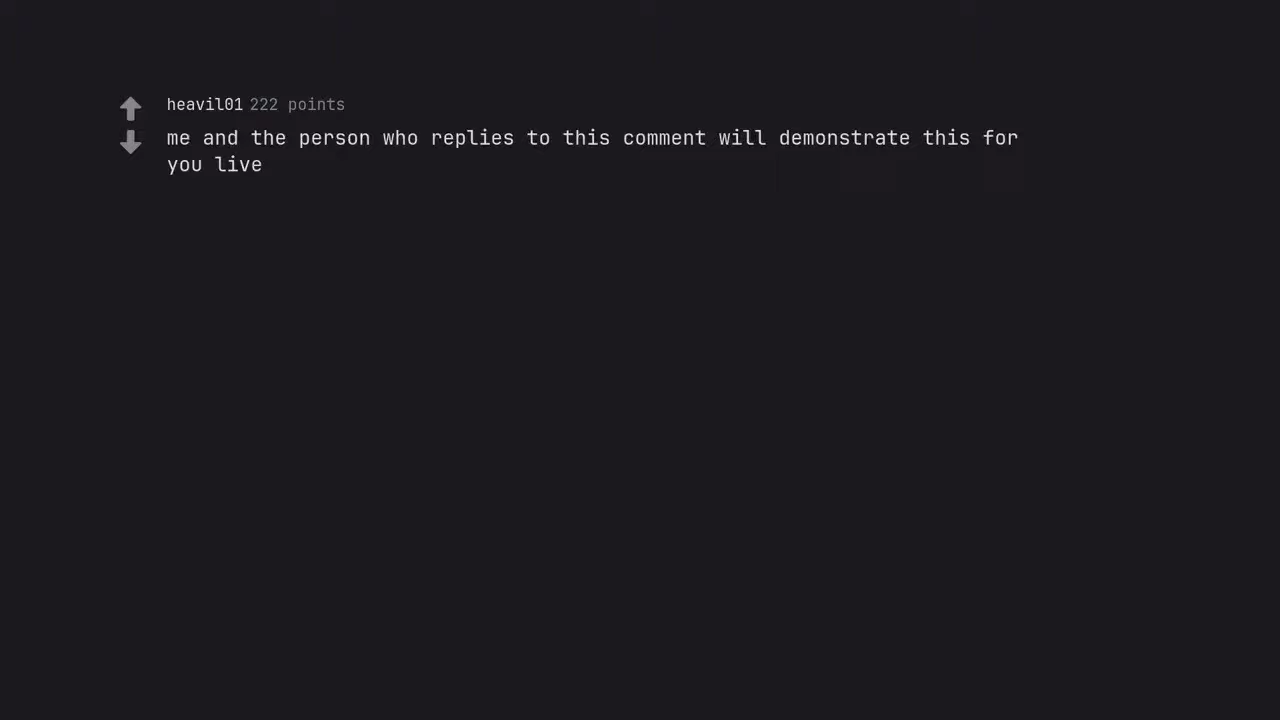 heavil01 222 points
me and the person who replies to this comment will demonstrate this for
you live